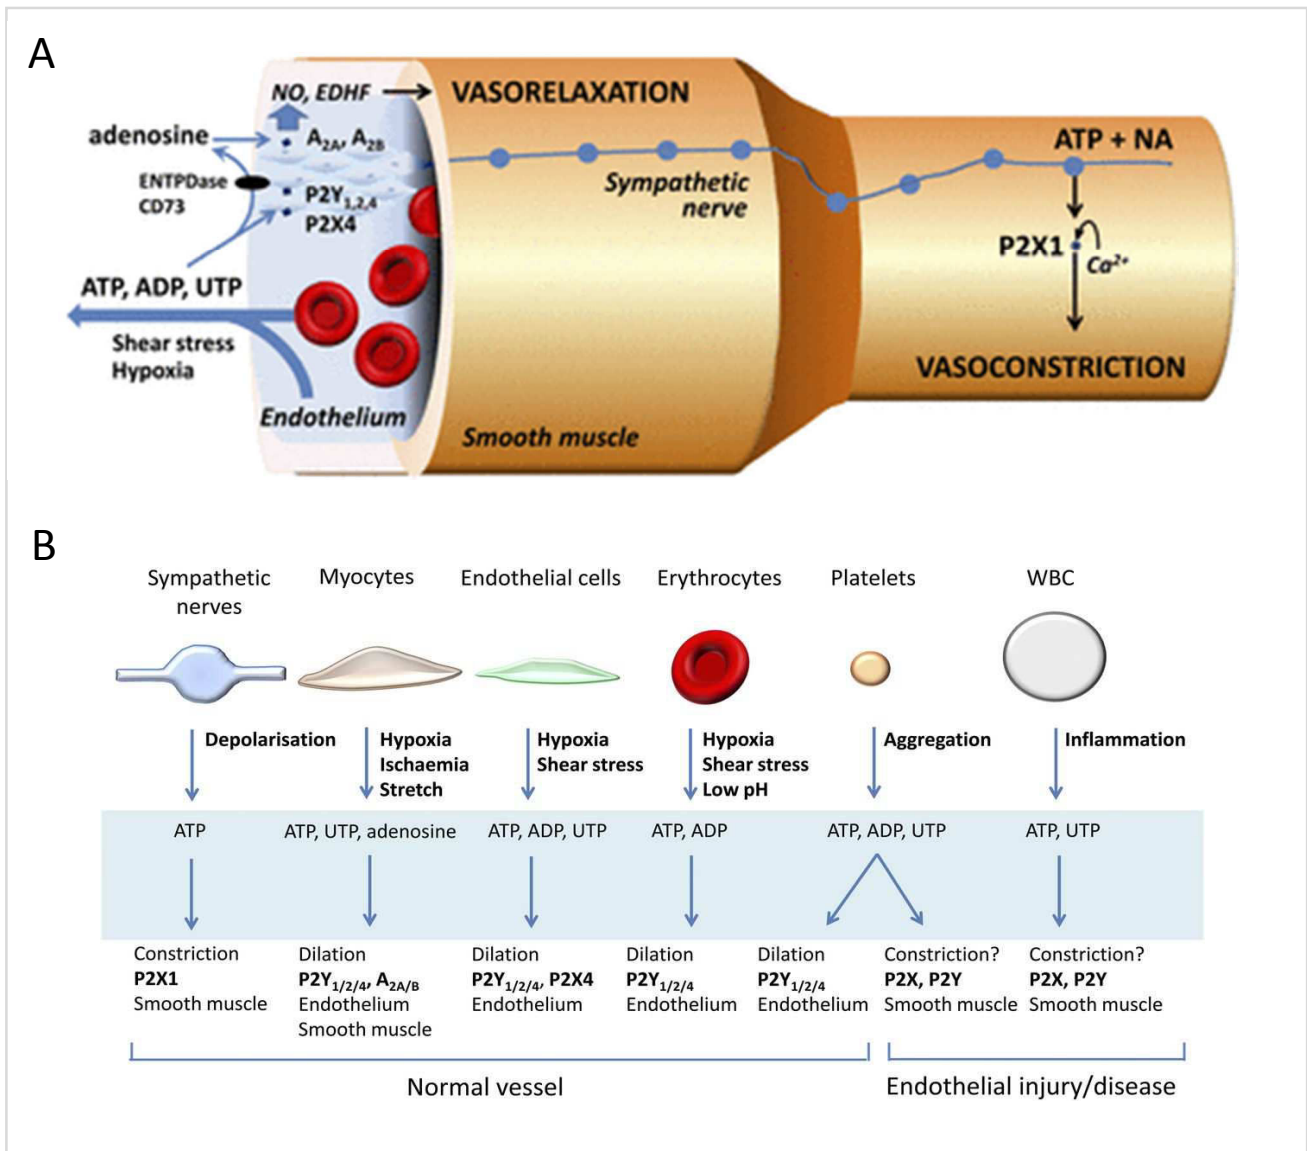 A
NO, EDHF
VASORELAXATION
adenosine
A2A, A2B
ENTPDase
CD73
P2Y1,2,4
P2X4
ATP, ADP, UTP
Shear stress
Hypoxia
Endothelium
Smooth muscle
Sympathetic
nerve
ATP + NA
P2X1
Ca2+
VASOCONSTRICTION
B
Sympathetic
nerves
Myocytes
Endothelial cells
Erythrocytes
Platelets
WBC
Depolarisation
Hypoxia
Ischaemia
Stretch
Hypoxia
Shear stress
Hypoxia
Shear stress
Low pH
Aggregation
Inflammation
ATP
ATP, UTP, adenosine
ATP, ADP, UTP
ATP, ADP
ATP, ADP, UTP
ATP, UTP
Constriction
P2X1
Smooth muscle
Dilation
P2Y1/2/4, A2A/B
Endothelium
Smooth muscle
Dilation
P2Y1/2/4, P2X4
Endothelium
Dilation
P2Y1/2/4
Endothelium
Dilation
P2Y1/2/4
Endothelium
Constriction?
P2X, P2Y
Smooth muscle
Constriction?
P2X, P2Y
Smooth muscle
Normal vessel
Endothelial injury/disease